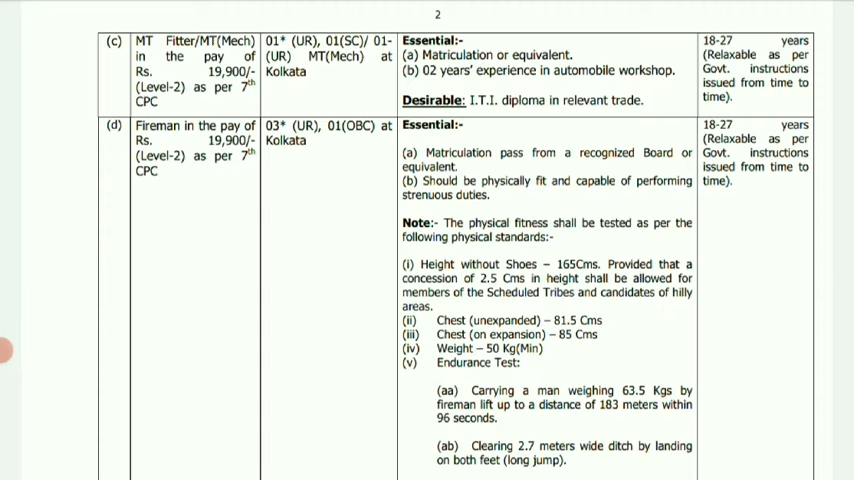 2
(c)
MT Fitter/MT(Mech)
in the pay of
Rs. 19,900/-
(Level-2) as per 7th
CPC
01* (UR), 01(SC)/ 01-
(UR) MT(Mech) at
Kolkata
Essential:-
(a) Matriculation or equivalent.
(b) 02 years' experience in automobile workshop.
Desirable: I.T.I. diploma in relevant trade.
18-27 years
(Relaxable as per
Govt. instructions
issued from time to
time).
(d)
Fireman in the pay of
Rs. 19,900/-
(Level-2) as per 7th
CPC
03* (UR), 01(OBC) at
Kolkata
Essential:-
(a) Matriculation pass from a recognized Board or
equivalent.
(b) Should be physically fit and capable of performing
strenuous duties.
Note:- The physical fitness shall be tested as per the
following physical standards:-
(i) Height without Shoes – 165Cms. Provided that a
concession of 2.5 Cms in height shall be allowed for
members of the Scheduled Tribes and candidates of hilly
areas.
(ii) Chest (unexpanded) – 81.5 Cms
(iii) Chest (on expansion) – 85 Cms
(iv) Weight – 50 Kg(Min)
(v) Endurance Test:
(aa) Carrying a man weighing 63.5 Kgs by
fireman lift up to a distance of 183 meters within
96 seconds.
(ab) Clearing 2.7 meters wide ditch by landing
on both feet (long jump).
18-27 years
(Relaxable as per
Govt. instructions
issued from time to
time).